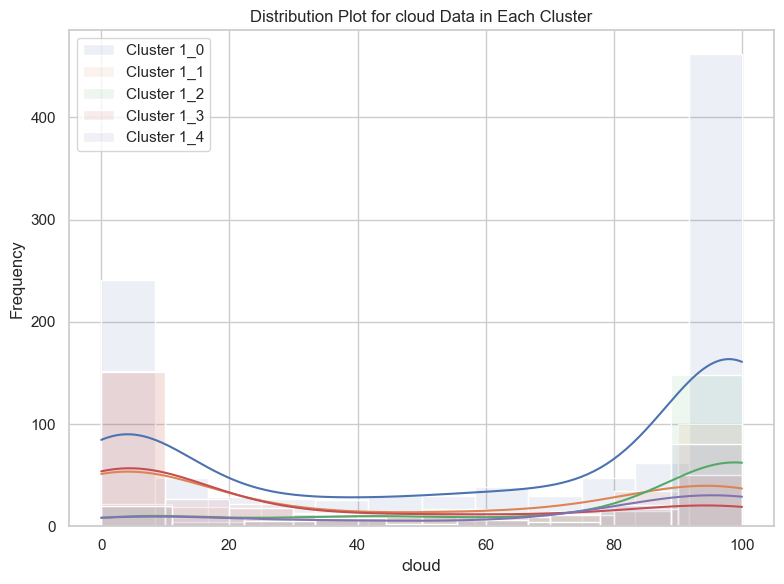 Distribution Plot for cloud Data in Each Cluster
Cluster 1_0
Cluster 1_1
Cluster 1_2
Cluster 1_3
Cluster 1_4
Frequency
400
300
200
100
0
0 20 40 60 80 100
cloud